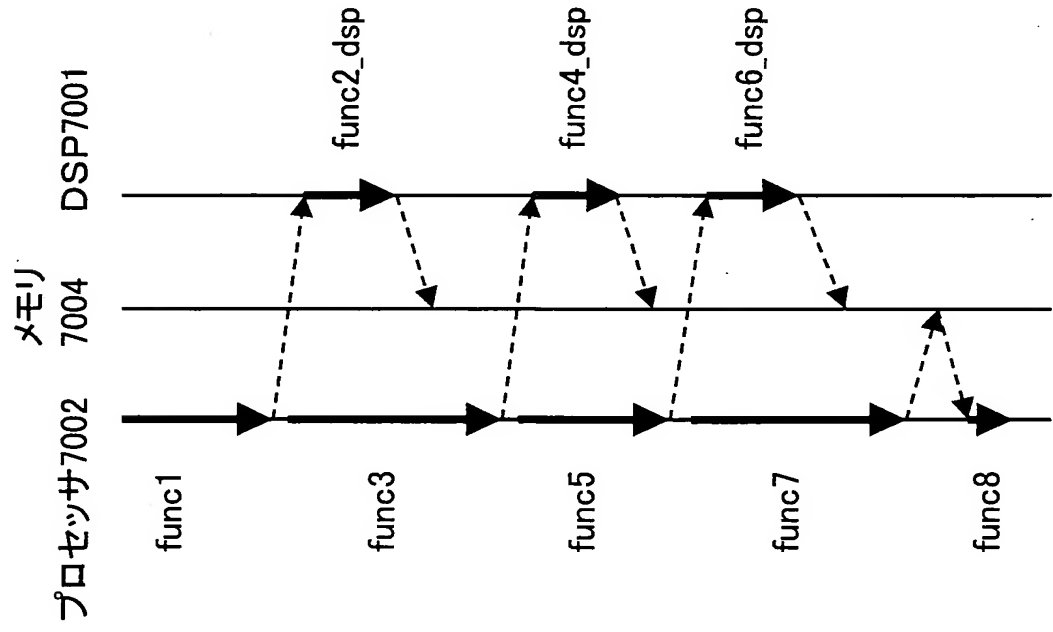 プロセッサ7002
メモリ
7004
DSP7001
func1
func2_dsp
func3
func4_dsp
func5
func6_dsp
func7
func8